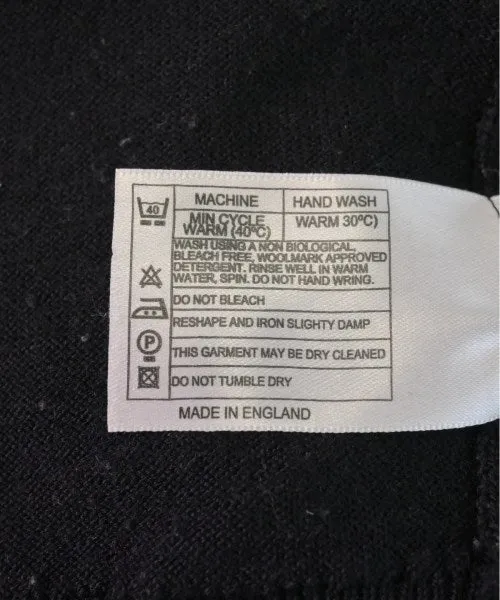 40
MACHINE HAND WASH
MIN CYCLE WARM 30ºC)
WARM (40ºC)
WASH USING A NON BIOLOGICAL,
BLEACH FREE, WOOLMARK APPROVED
DETERGENT. RINSE WELL IN WARM
WATER, SPIN. DO NOT HAND WRING.
DO NOT BLEACH
RESHAPE AND IRON SLIGHTY DAMP
P
THIS GARMENT MAY BE DRY CLEANED
DO NOT TUMBLE DRY
MADE IN ENGLAND